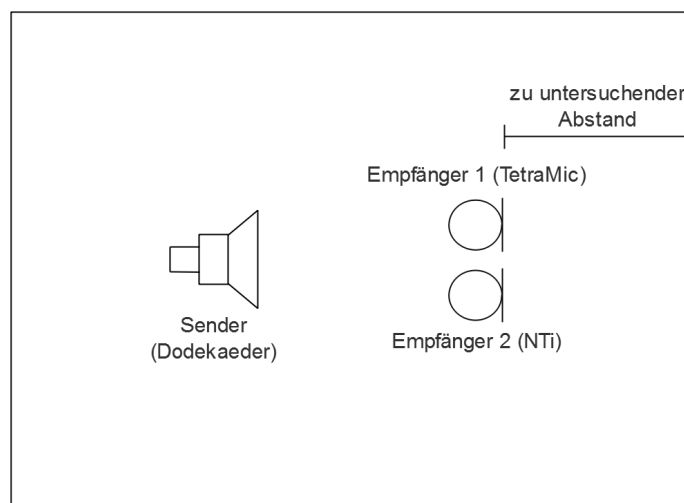 zu untersuchender
Abstand
Empfänger 1 (TetraMic)
Sender
(Dodekaeder)
Empfänger 2 (NTi)